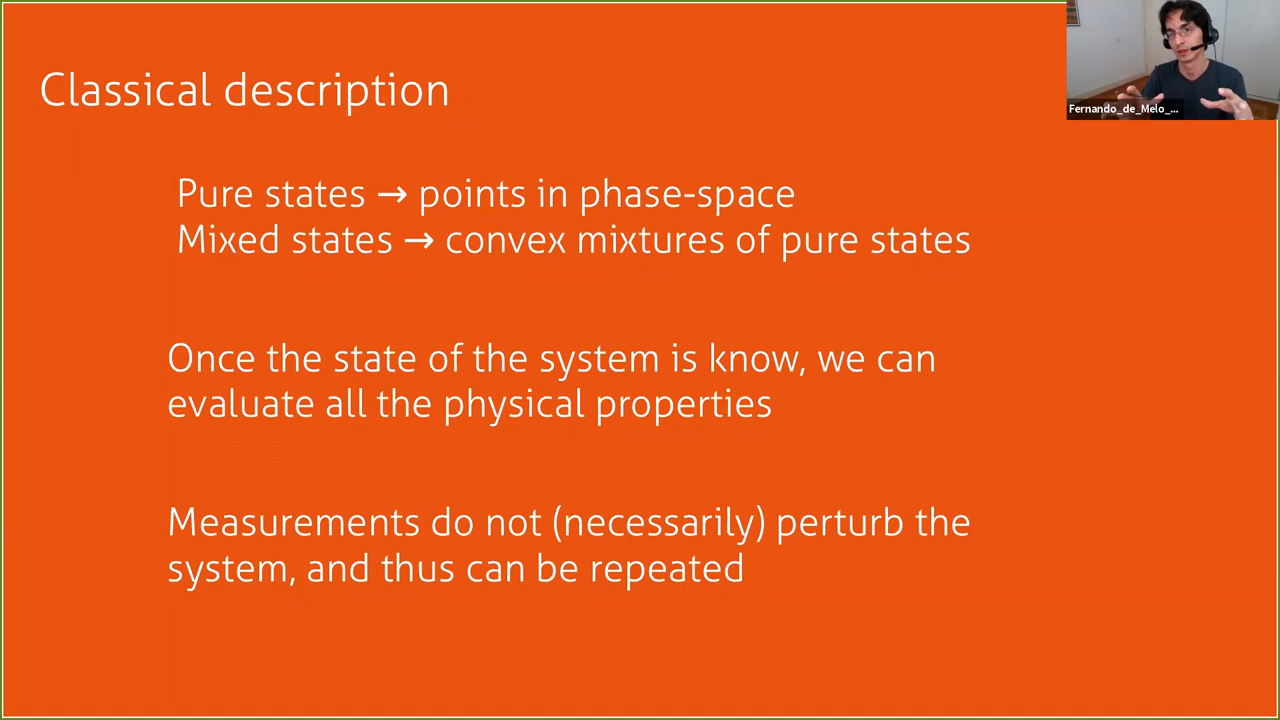 Classical description
Fernando_de_Melo_...
Pure states → points in phase-space
Mixed states → convex mixtures of pure states
Once the state of the system is know, we can
evaluate all the physical properties
Measurements do not (necessarily) perturb the
system, and thus can be repeated